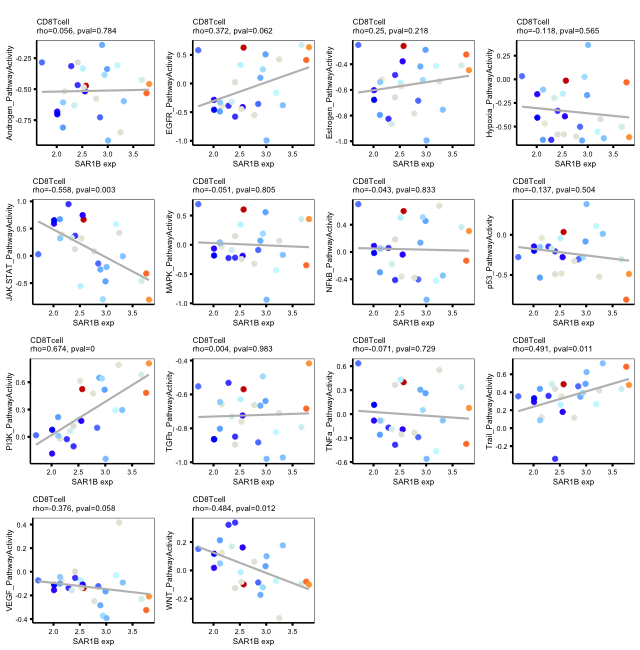 CD8Tcell
rho=0.056, pval=0.784
Androgen_PathwayActivity
-0.25
-0.50
-0.75
2.0 2.5 3.0 3.5
SAR1B exp
CD8Tcell
rho=0.372, pval=0.062
EGFR_PathwayActivity
0.5
0.0
-0.5
-1.0
2.0 2.5 3.0 3.5
SAR1B exp
CD8Tcell
rho=0.25, pval=0.218
Estrogen_PathwayActivity
-0.4
-0.6
-0.8
-1.0
2.0 2.5 3.0 3.5
SAR1B exp
CD8Tcell
rho=-0.118, pval=0.565
Hypoxia_PathwayActivity
0.25
0.00
-0.25
-0.50
2.0 2.5 3.0 3.5
SAR1B exp
CD8Tcell
rho=-0.558, pval=0.003
JAK.STAT_PathwayActivity
1.0
0.5
0.0
-0.5
2.0 2.5 3.0 3.5
SAR1B exp
CD8Tcell
rho=-0.051, pval=0.805
MAPK_PathwayActivity
0.5
0.0
-0.5
-1.0
2.0 2.5 3.0 3.5
SAR1B exp
CD8Tcell
rho=-0.043, pval=0.833
NFkB_PathwayActivity
0.4
0.0
-0.4
2.0 2.5 3.0 3.5
SAR1B exp
CD8Tcell
rho=-0.137, pval=0.504
p53_PathwayActivity
0.0
-0.5
2.0 2.5 3.0 3.5
SAR1B exp
CD8Tcell
rho=0.674, pval=0
PI3K_PathwayActivity
0.6
0.3
0.0
2.0 2.5 3.0 3.5
SAR1B exp
CD8Tcell
rho=0.004, pval=0.983
TGFb_PathwayActivity
-0.4
-0.6
-0.8
-1.0
2.0 2.5 3.0 3.5
SAR1B exp
CD8Tcell
rho=-0.071, pval=0.729
TNFa_PathwayActivity
0.6
0.3
0.0
-0.3
-0.6
2.0 2.5 3.0 3.5
SAR1B exp
CD8Tcell
rho=0.491, pval=0.011
Trail_PathwayActivity
0.6
0.4
0.2
0.0
-0.2
2.0 2.5 3.0 3.5
SAR1B exp
CD8Tcell
rho=-0.376, pval=0.058
VEGF_PathwayActivity
0.4
0.2
0.0
-0.2
-0.4
2.0 2.5 3.0 3.5
SAR1B exp
CD8Tcell
rho=-0.484, pval=0.012
WNT_PathwayActivity
0.4
0.2
0.0
-0.2
2.0 2.5 3.0 3.5
SAR1B exp